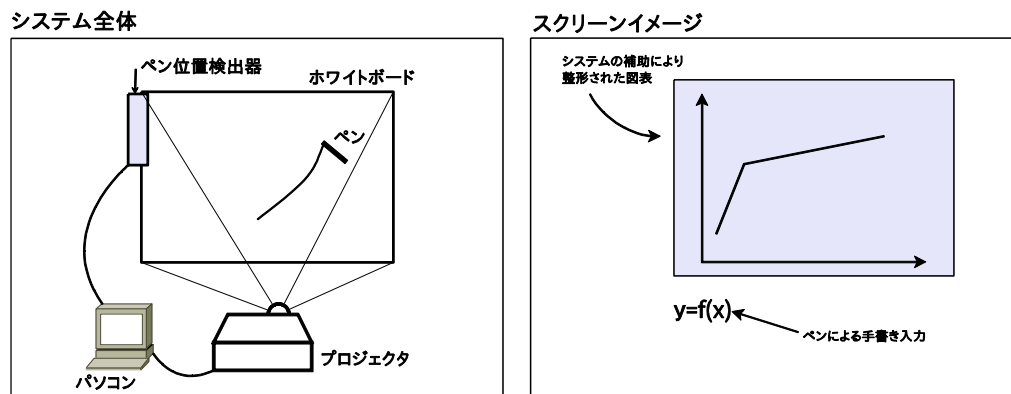 システム全体
ペン位置検出器
ホワイトボード
ペン
プロジェクタ
パソコン
スクリーンイメージ
システムの補助により
整形された図表
y=f(x)
ペンによる手書き入力